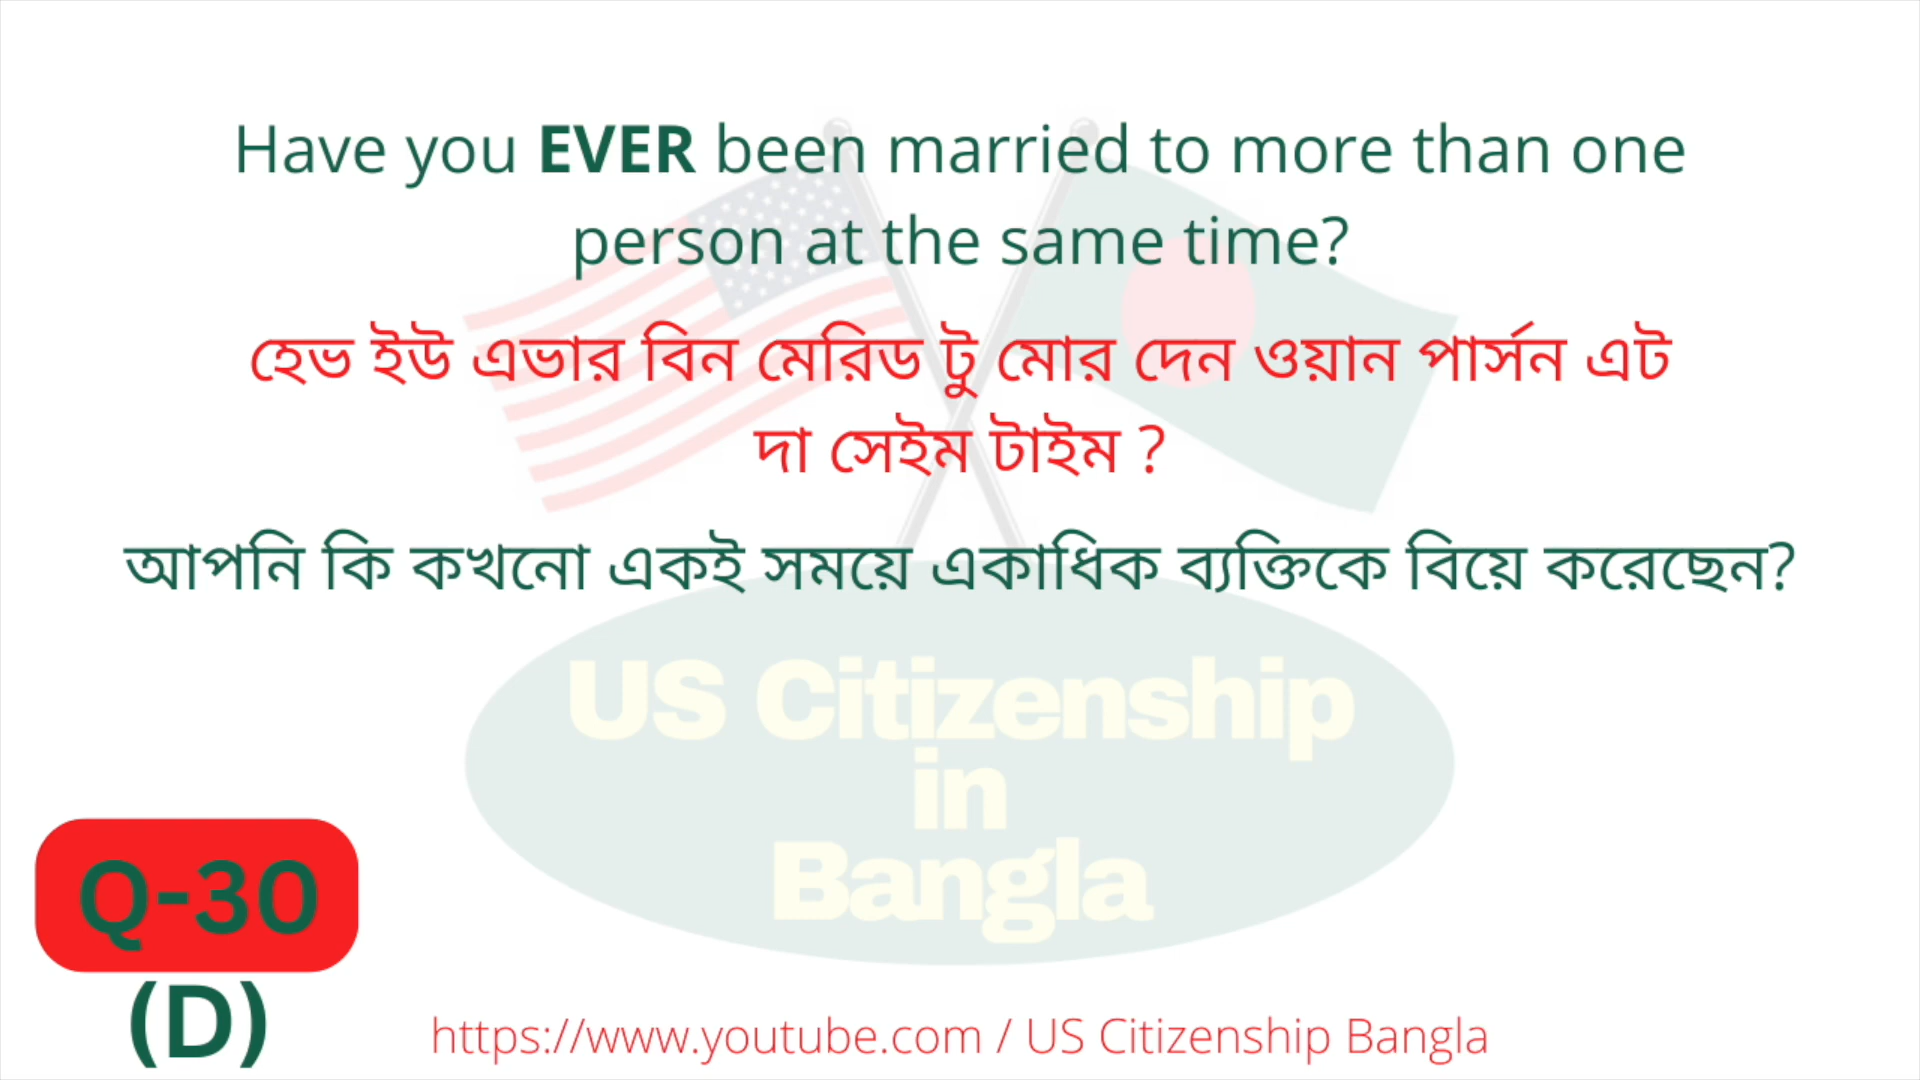 Have you EVER been married to more than one
person at the same time?
হেভ ইউ এভার বিন মেরিড টু মোর দেন ওয়ান পার্সন এট
দা সেইম টাইম ?
আপনি কি কখনো একই সময়ে একাধিক ব্যক্তিকে বিয়ে করেছেন?
US Citizenship
in
Bangla
Q-30
(D)
https://www.youtube.com / US Citizenship Bangla